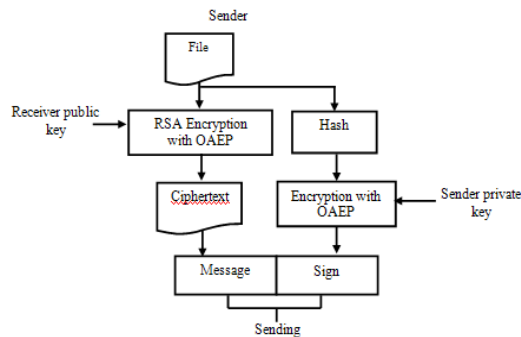 Sender
File
Receiver public
key
RSA Encryption
with OAEP
Hash
Ciphertext
Encryption with
OAEP
Sender private
key
Message
Sign
Sending